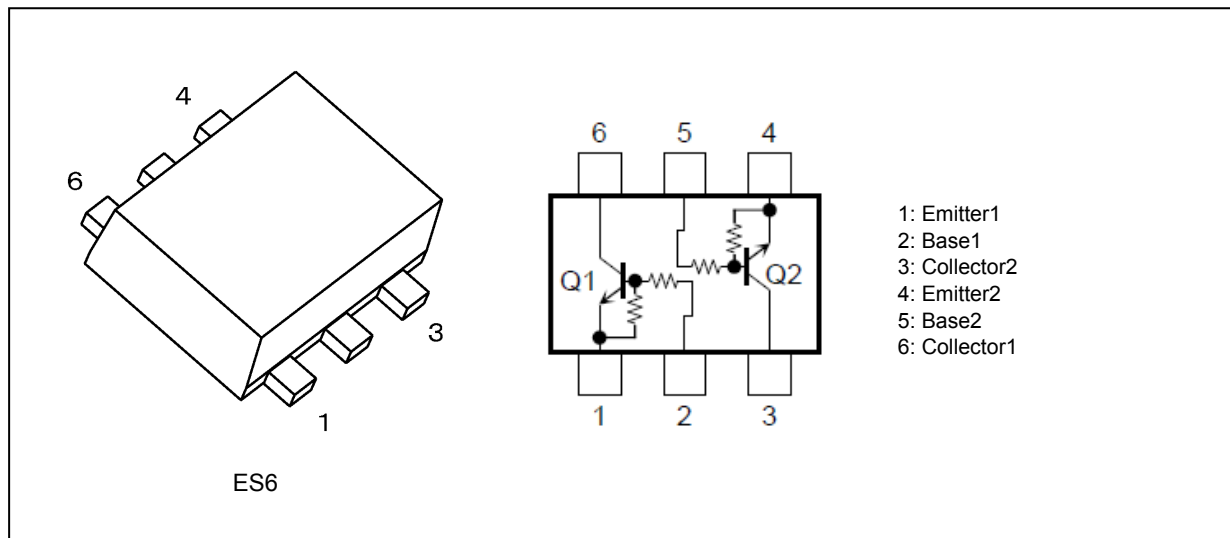 4
6
3
1
ES6
6 5 4
Q1
Q2
1 2 3
1: Emitter1
2: Base1
3: Collector2
4: Emitter2
5: Base2
6: Collector1